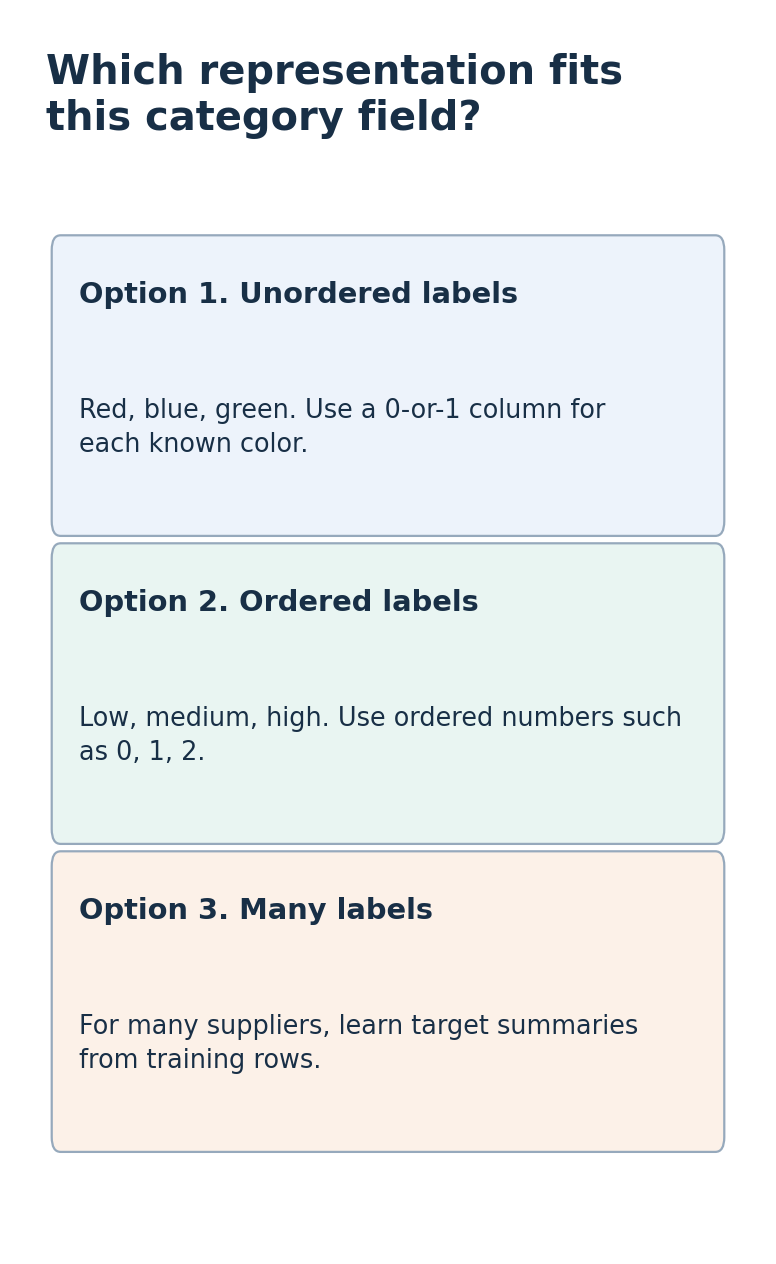 Which representation fits
this category field?
Option 1. Unordered labels
Red, blue, green. Use a 0-or-1 column for
each known color.
Option 2. Ordered labels
Low, medium, high. Use ordered numbers such
as 0, 1, 2.
Option 3. Many labels
For many suppliers, learn target summaries
from training rows.